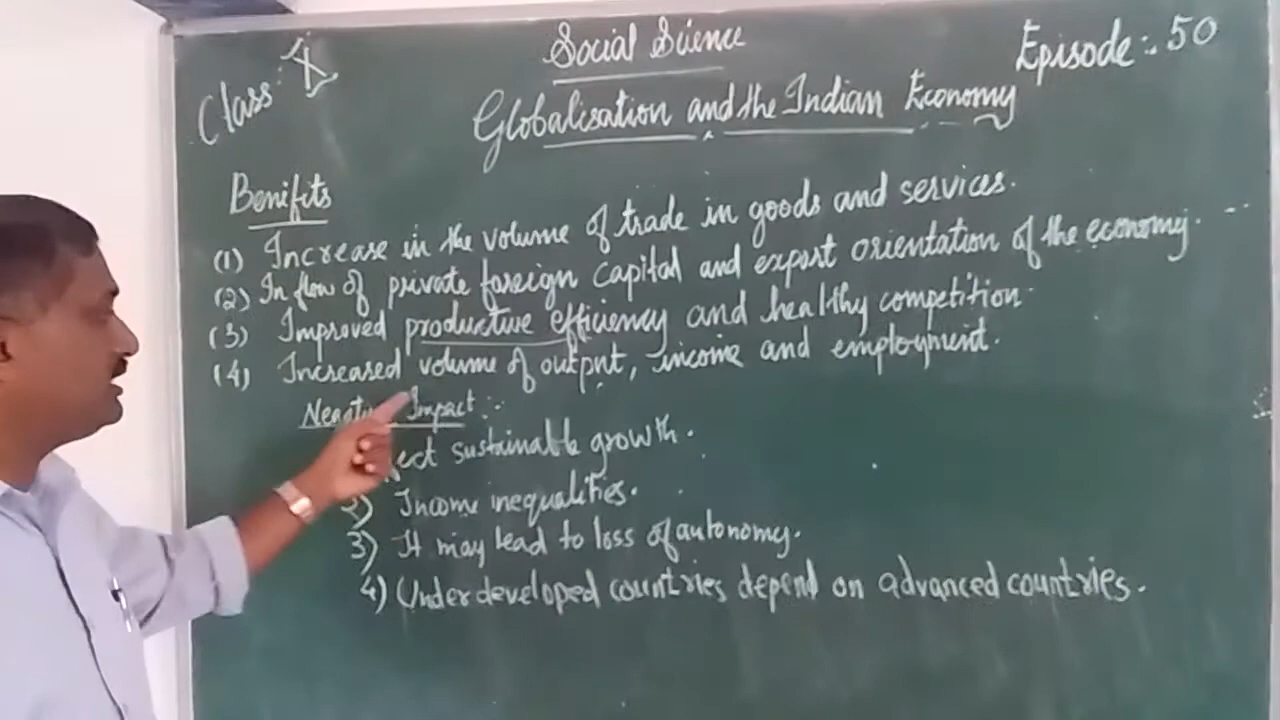 Class: X
Social Science
Episode:- 50
Globalisation and the Indian Economy
Benifits
(1) Increase in the volume of trade in goods and services.
(2) In flow of private foreign capital and export orientation of the economy.
(3) Improved productive efficiency and healthy competition.
(4) Increased volume of output, income and employment.
Impact :-
sustainable growth.
2) Income inequalities.
3) It may lead to loss of autonomy.
4) Under developed countries depend on advanced countries.